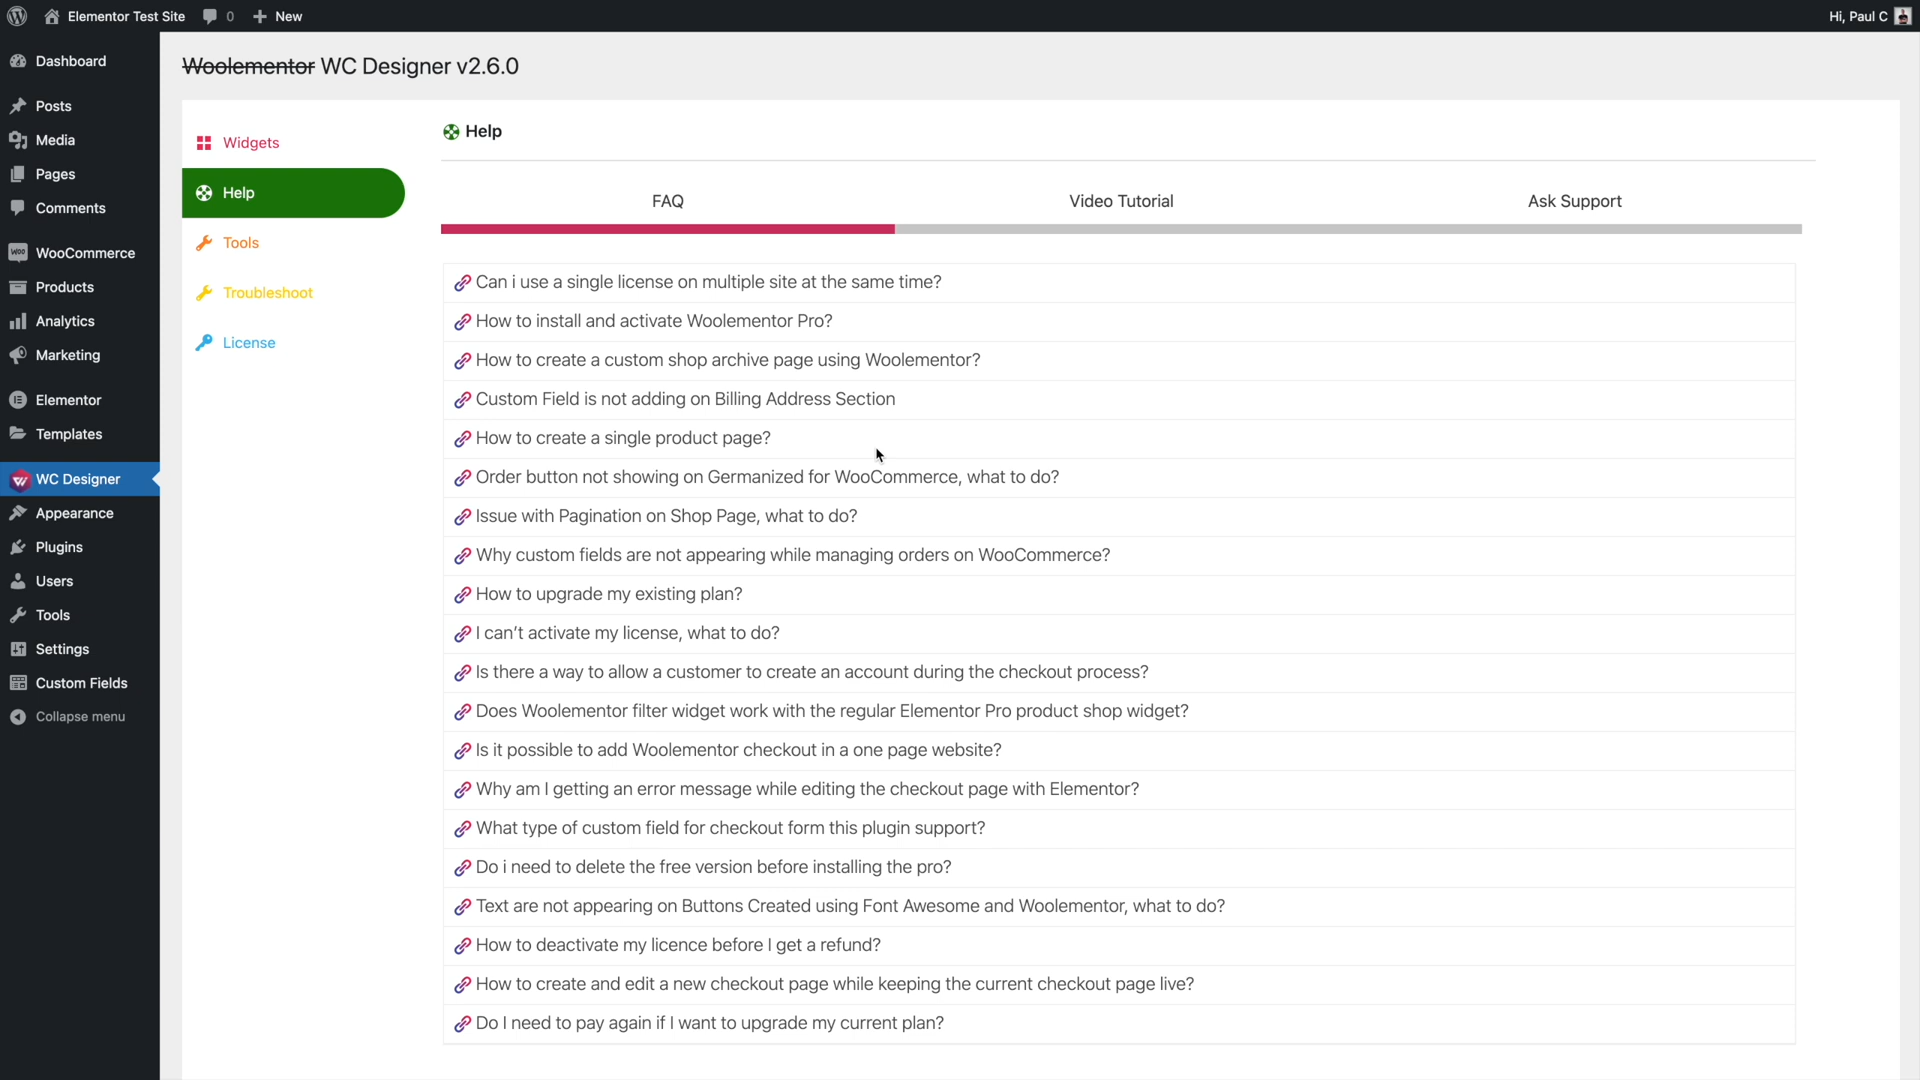 Elementor Test Site
0
New
Hi, Paul C
Dashboard
Posts
Media
Pages
Comments
WooCommerce
Products
Analytics
Marketing
Elementor
Templates
WC Designer
Appearance
Plugins
Users
Tools
Settings
Custom Fields
Collapse menu
Woolementor WC Designer v2.6.0
Widgets
Help
Tools
Troubleshoot
License
Help
FAQ
Video Tutorial
Ask Support
Can i use a single license on multiple site at the same time?
How to install and activate Woolementor Pro?
How to create a custom shop archive page using Woolementor?
Custom Field is not adding on Billing Address Section
How to create a single product page?
Order button not showing on Germanized for WooCommerce, what to do?
Issue with Pagination on Shop Page, what to do?
Why custom fields are not appearing while managing orders on WooCommerce?
How to upgrade my existing plan?
I can't activate my license, what to do?
Is there a way to allow a customer to create an account during the checkout process?
Does Woolementor filter widget work with the regular Elementor Pro product shop widget?
Is it possible to add Woolementor checkout in a one page website?
Why am I getting an error message while editing the checkout page with Elementor?
What type of custom field for checkout form this plugin support?
Do i need to delete the free version before installing the pro?
Text are not appearing on Buttons Created using Font Awesome and Woolementor, what to do?
How to deactivate my licence before I get a refund?
How to create and edit a new checkout page while keeping the current checkout page live?
Do I need to pay again if I want to upgrade my current plan?